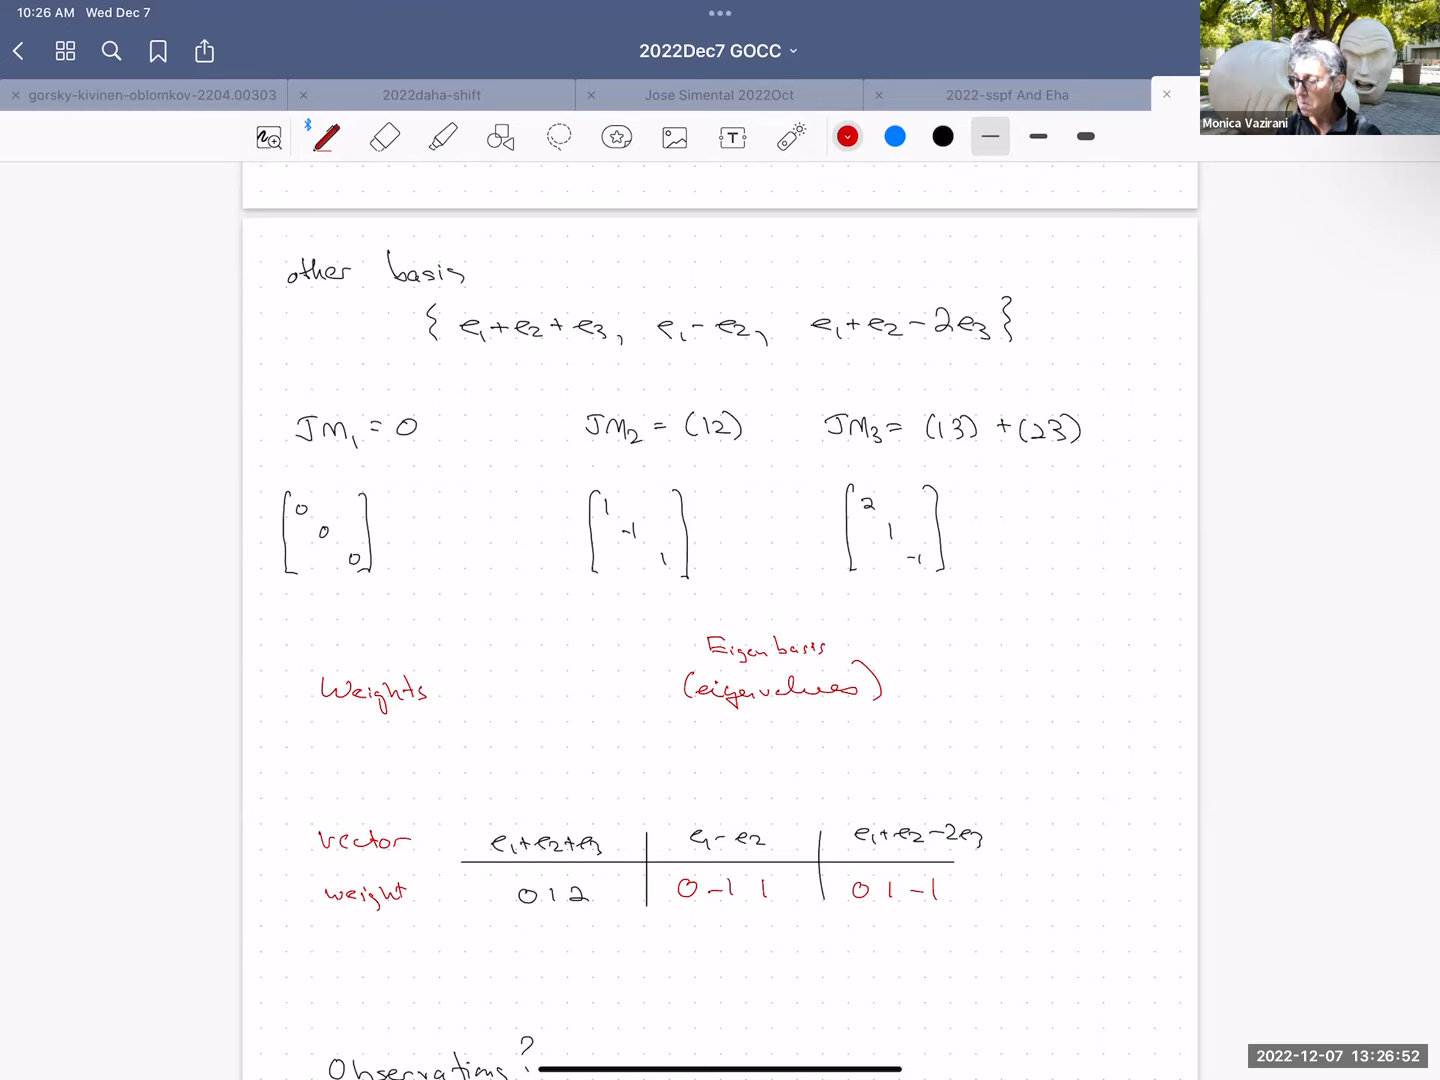 10:26 AM Wed Dec 7
2022Dec7 GOCC
gorsky-kivinen-oblomkov-2204.00303
2022daha-shift
Jose Simental 2022Oct
2022-sspf And Eha
Monica Vazirani
other basis
{ e₁+e₂+e₃, e₁-e₂, e₁+e₂-2e₃ }
JM₁ = 0 JM₂ = (12) JM₃ = (13) + (23)
[0 0 0] [1 -1 1] [2 1 -1]
Eigenbasis
Weights (eigenvalues)
vector e₁+e₂+e₃ e₁-e₂ e₁+e₂-2e₃
weight 0 1 2 0 -1 1 0 1 -1
Observations?
2022-12-07 13:26:52